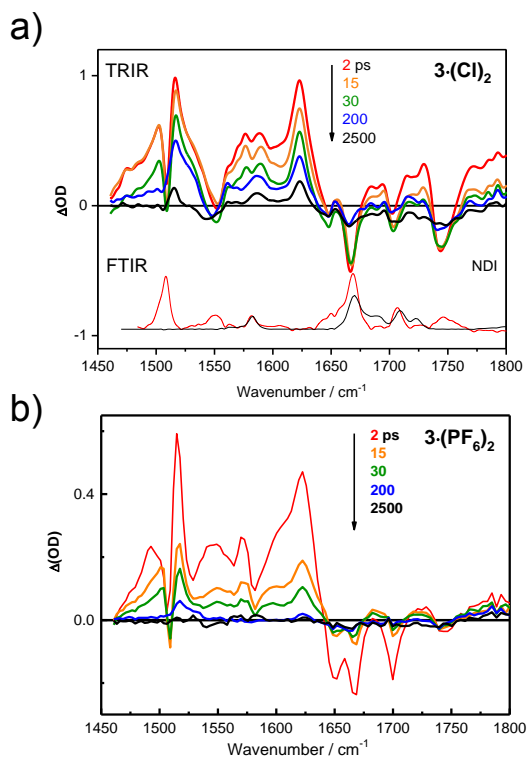 a)
TRIR
3·(Cl)₂
2 ps
15
30
200
2500
1
0
-1
ΔOD
FTIR
NDI
1450 1500 1550 1600 1650 1700 1750 1800
Wavenumber / cm⁻¹
b)
3·(PF₆)₂
2 ps
15
30
200
2500
0.4
0.0
Δ(OD)
1450 1500 1550 1600 1650 1700 1750 1800
Wavenumber / cm⁻¹